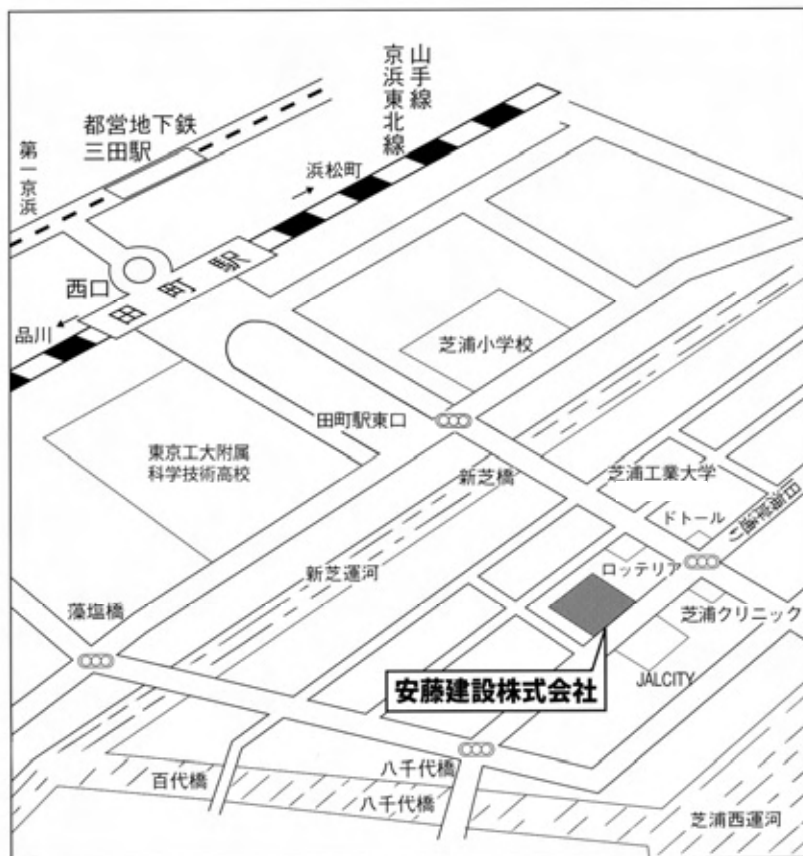 山手線
京浜東北線
都営地下鉄
三田駅
第一京浜
浜松町
田町駅
西口
品川
芝浦小学校
田町駅東口
東京工大附属
科学技術高校
新芝橋
芝浦工業大学
ドトール
旧海岸通り
ロッテリア
新芝運河
藻塩橋
芝浦クリニック
安藤建設株式会社
JALCITY
百代橋
八千代橋
八千代橋
芝浦西運河